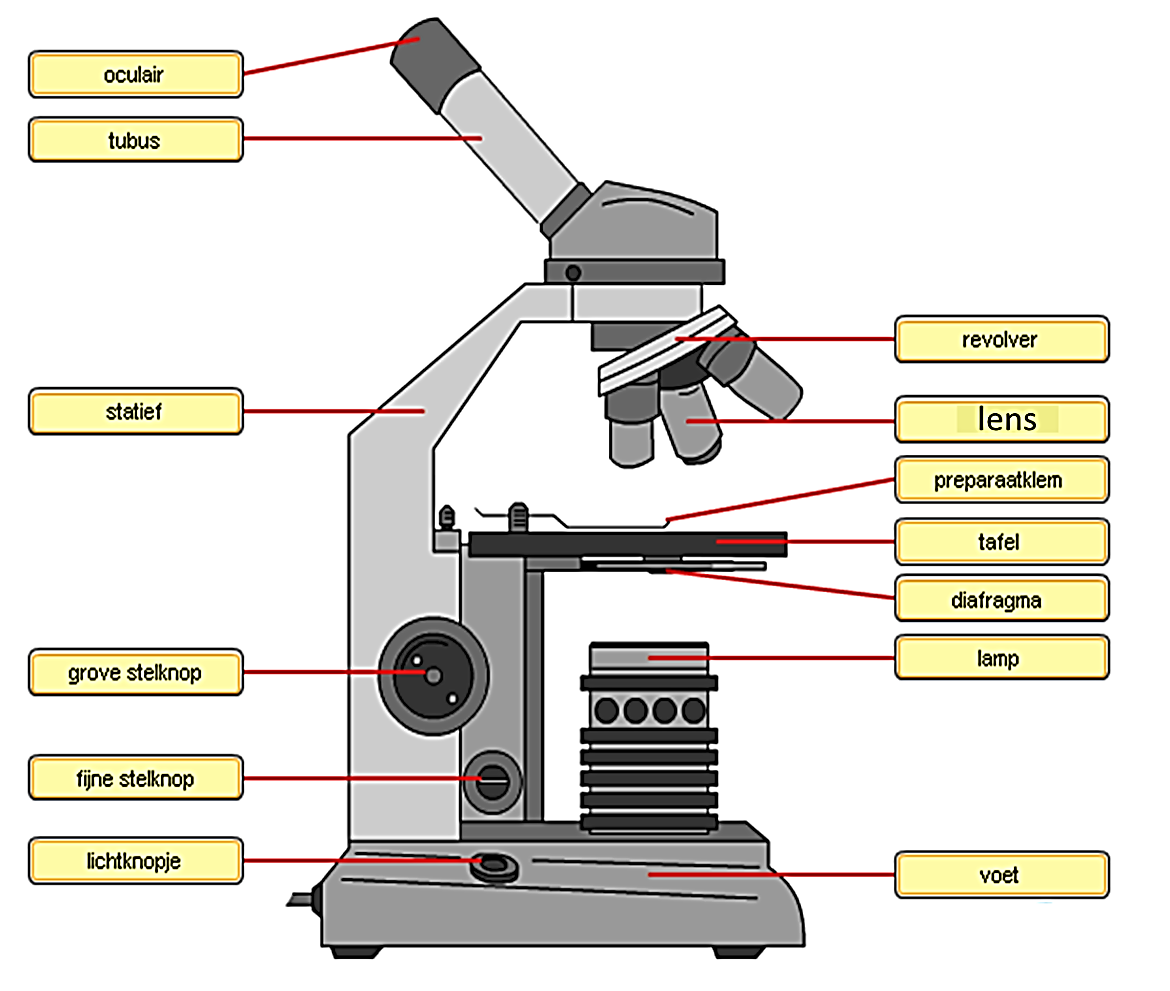 oculair
tubus
statief
grove stelknop
fijne stelknop
lichtknopje
revolver
lens
preparaatklem
tafel
diafragma
lamp
voet